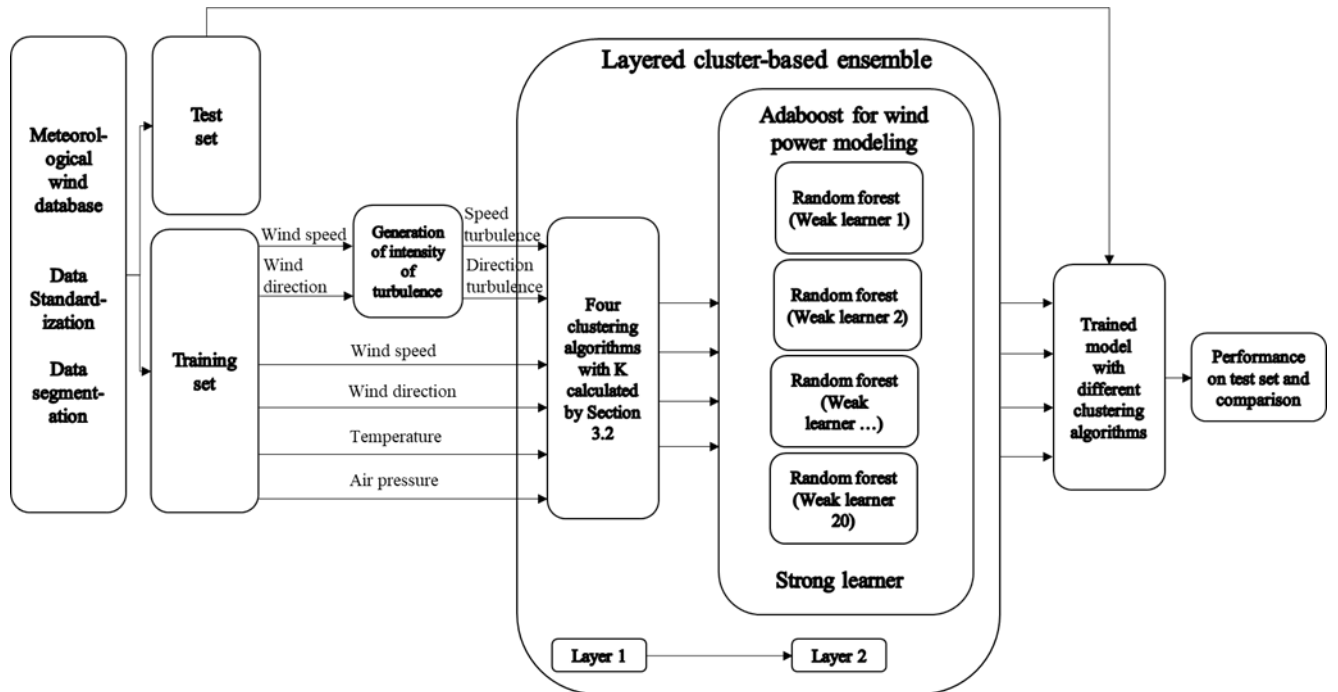 Meteorol-
ogical
wind
database
Data
Standard-
ization
Data
segment-
ation
Test
set
Training
set
Wind speed
Wind
direction
Generation
of intensity
of
turbulence
Speed
turbulence
Direction
turbulence
Wind speed
Wind direction
Temperature
Air pressure
Layered cluster-based ensemble
Four
clustering
algorithms
with K
calculated
by Section
3.2
Adaboost for wind
power modeling
Random forest
(Weak learner 1)
Random forest
(Weak learner 2)
Random forest
(Weak
learner …)
Random forest
(Weak learner
20)
Strong learner
Layer 1
Layer 2
Trained
model
with
different
clustering
algorithms
Performance
on test set and
comparison